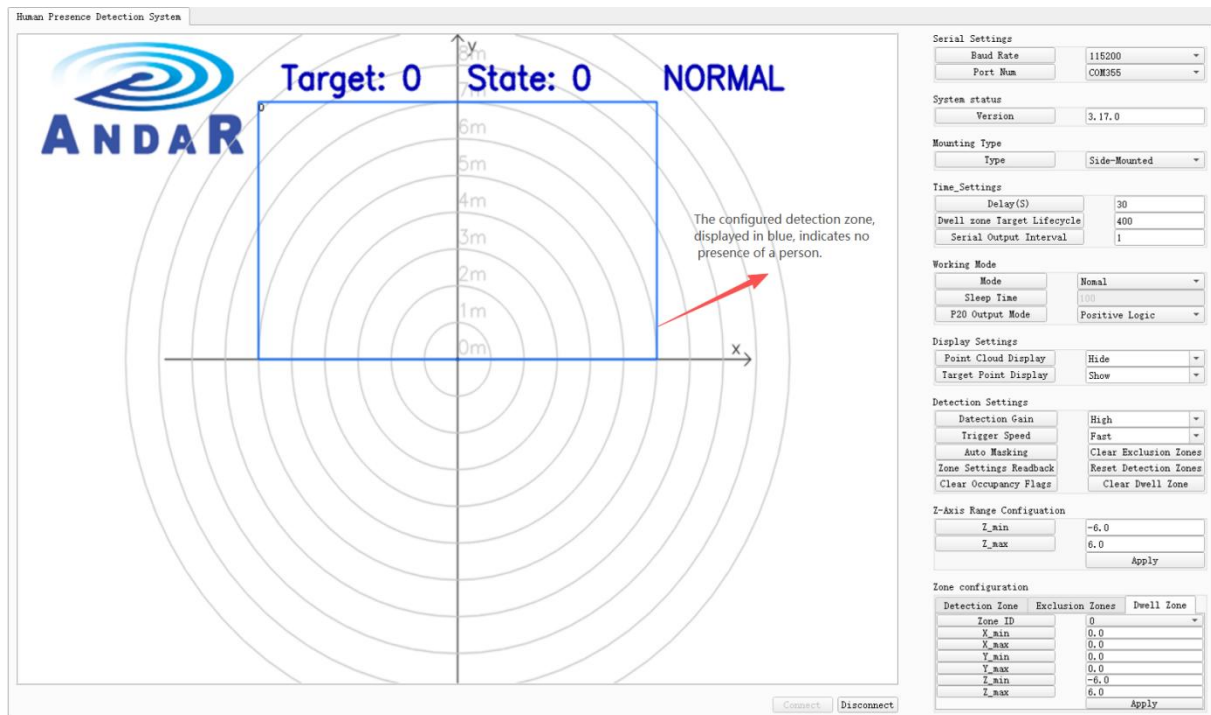 Human Presence Detection System
ANDAR
Target: 0 State: 0 NORMAL
y
8m
7m
6m
5m
4m
3m
2m
1m
0m
x
0
The configured detection zone,
displayed in blue, indicates no
presence of a person.
Connect Disconnect
Serial Settings
Baud Rate 115200
Port Num COM355
System status
Version 3.17.0
Mounting Type
Type Side-Mounted
Time_Settings
Delay(S) 30
Dwell zone Target Lifecycle 400
Serial Output Interval 1
Working Mode
Mode Nomal
Sleep Time 100
P20 Output Mode Positive Logic
Display Settings
Point Cloud Display Hide
Target Point Display Show
Detection Settings
Datection Gain High
Trigger Speed Fast
Auto Masking Clear Exclusion Zones
Zone Settings Readback Reset Detection Zones
Clear Occupancy Flags Clear Dwell Zone
Z-Axis Range Configuation
Z_min -6.0
Z_max 6.0
Apply
Zone configuration
Detection Zone Exclusion Zones Dwell Zone
Zone ID 0
X_min 0.0
X_max 0.0
Y_min 0.0
Y_max 0.0
Z_min -6.0
Z_max 6.0
Apply